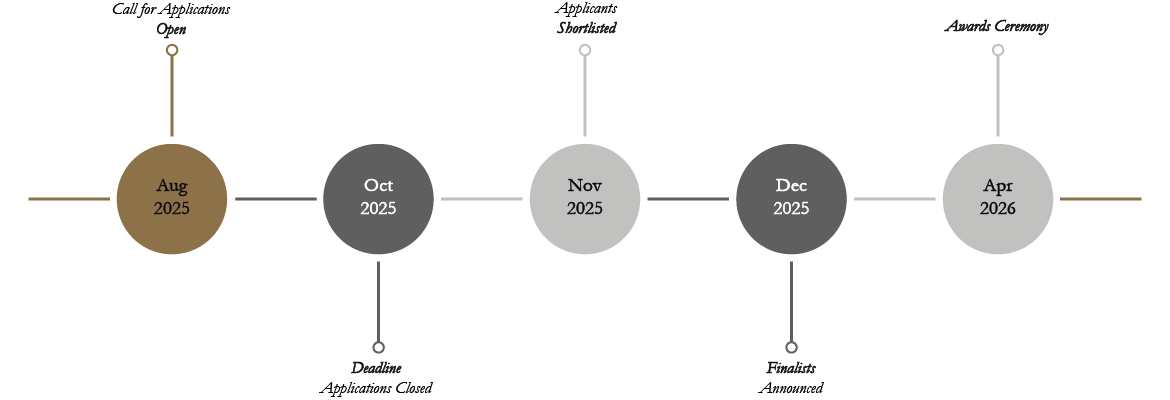 Call for Applications
Open
Applicants
Shortlisted
Awards Ceremony
Aug
2025
Oct
2025
Nov
2025
Dec
2025
Apr
2026
Deadline
Applications Closed
Finalists
Announced